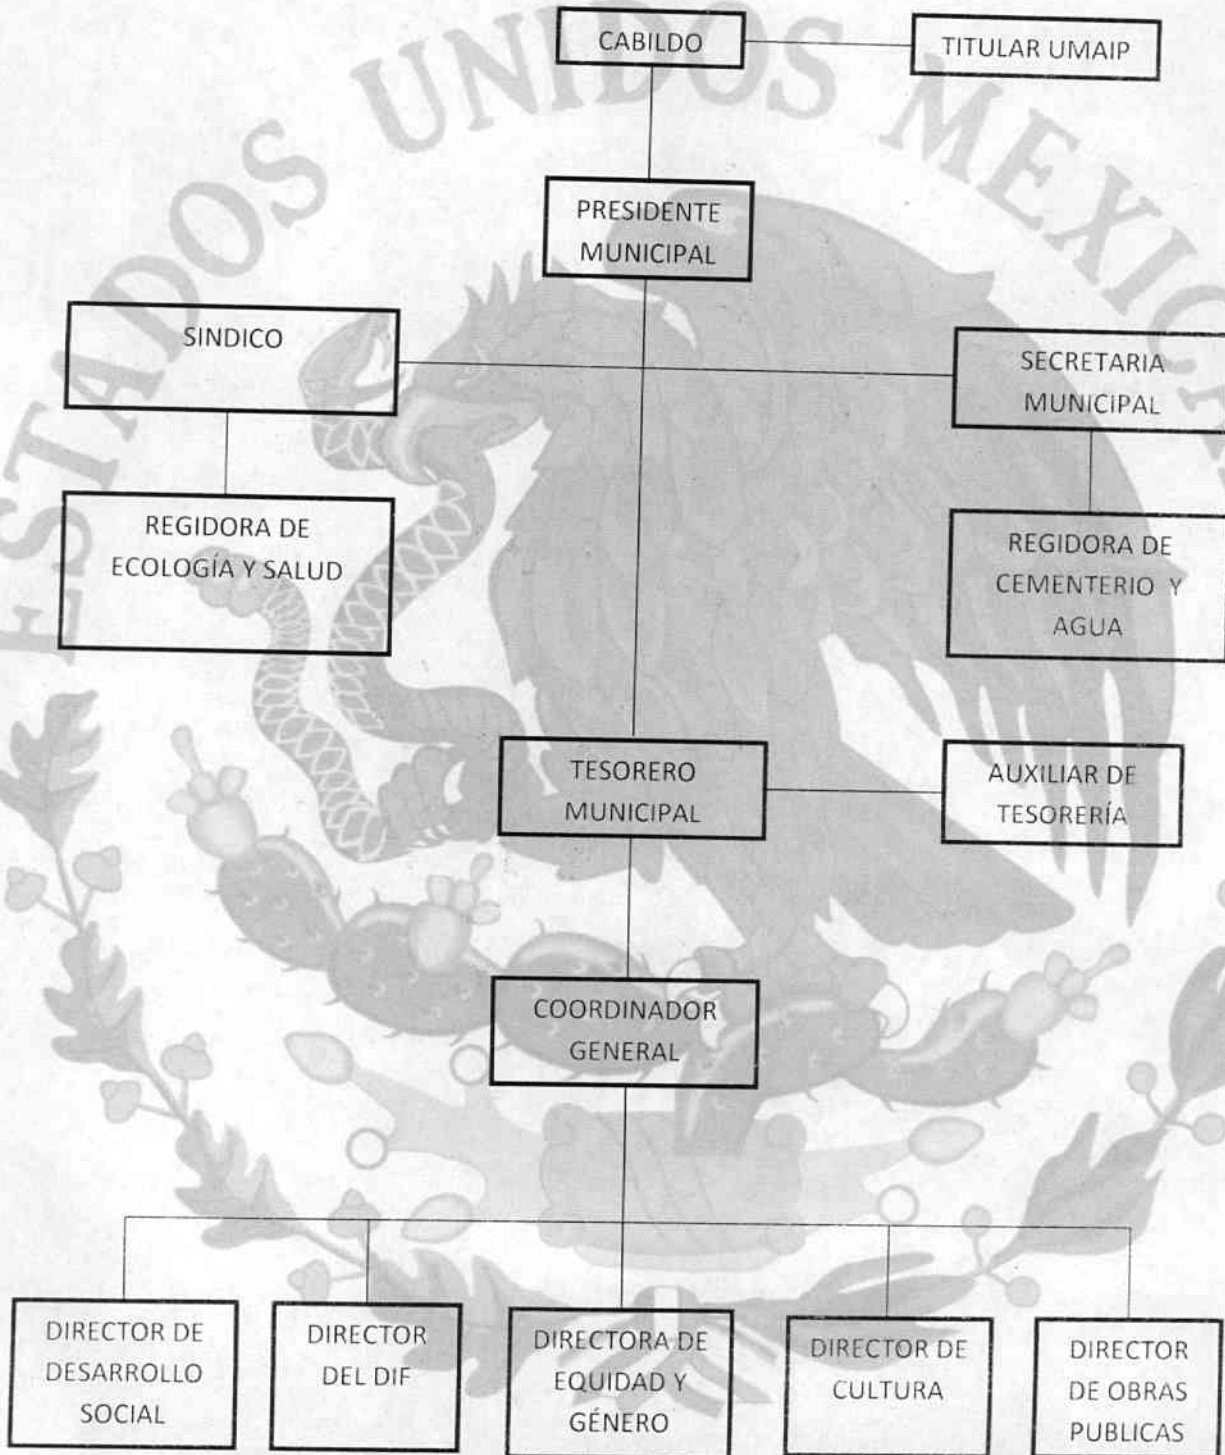 CABILDO
TITULAR UMAIP
ESTADOS UNIDOS MEXICA
PRESIDENTE
MUNICIPAL
SINDICO
SECRETARIA
MUNICIPAL
REGIDORA DE
ECOLOGÍA Y SALUD
REGIDORA DE
CEMENTERIO Y
AGUA
TESORERO
MUNICIPAL
AUXILIAR DE
TESORERÍA
COORDINADOR
GENERAL
DIRECTOR DE
DESARROLLO
SOCIAL
DIRECTOR
DEL DIF
DIRECTORA DE
EQUIDAD Y
GÉNERO
DIRECTOR DE
CULTURA
DIRECTOR
DE OBRAS
PUBLICAS